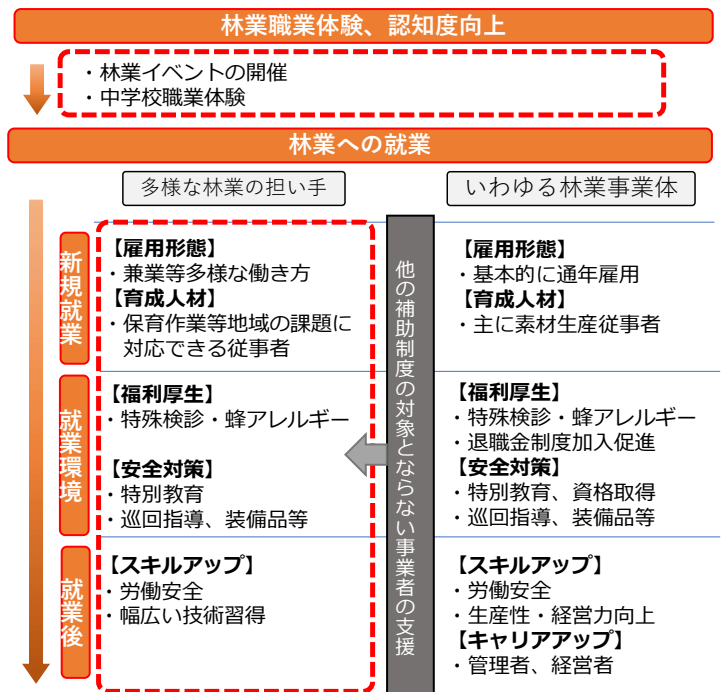 林業職業体験、認知度向上
・林業イベントの開催
・中学校職業体験
林業への就業
多様な林業の担い手
いわゆる林業事業体
新規就業
【雇用形態】
・兼業等多様な働き方
【育成人材】
・保育作業等地域の課題に
対応できる従事者
【雇用形態】
・基本的に通年雇用
【育成人材】
・主に素材生産従事者
他の補助制度の対象とならない事業者の支援
就業環境
【福利厚生】
・特殊検診・蜂アレルギー
【安全対策】
・特別教育
・巡回指導、装備品等
【福利厚生】
・特殊検診・蜂アレルギー
・退職金制度加入促進
【安全対策】
・特別教育、資格取得
・巡回指導、装備品等
就業後
【スキルアップ】
・労働安全
・幅広い技術習得
【スキルアップ】
・労働安全
・生産性・経営力向上
【キャリアアップ】
・管理者、経営者